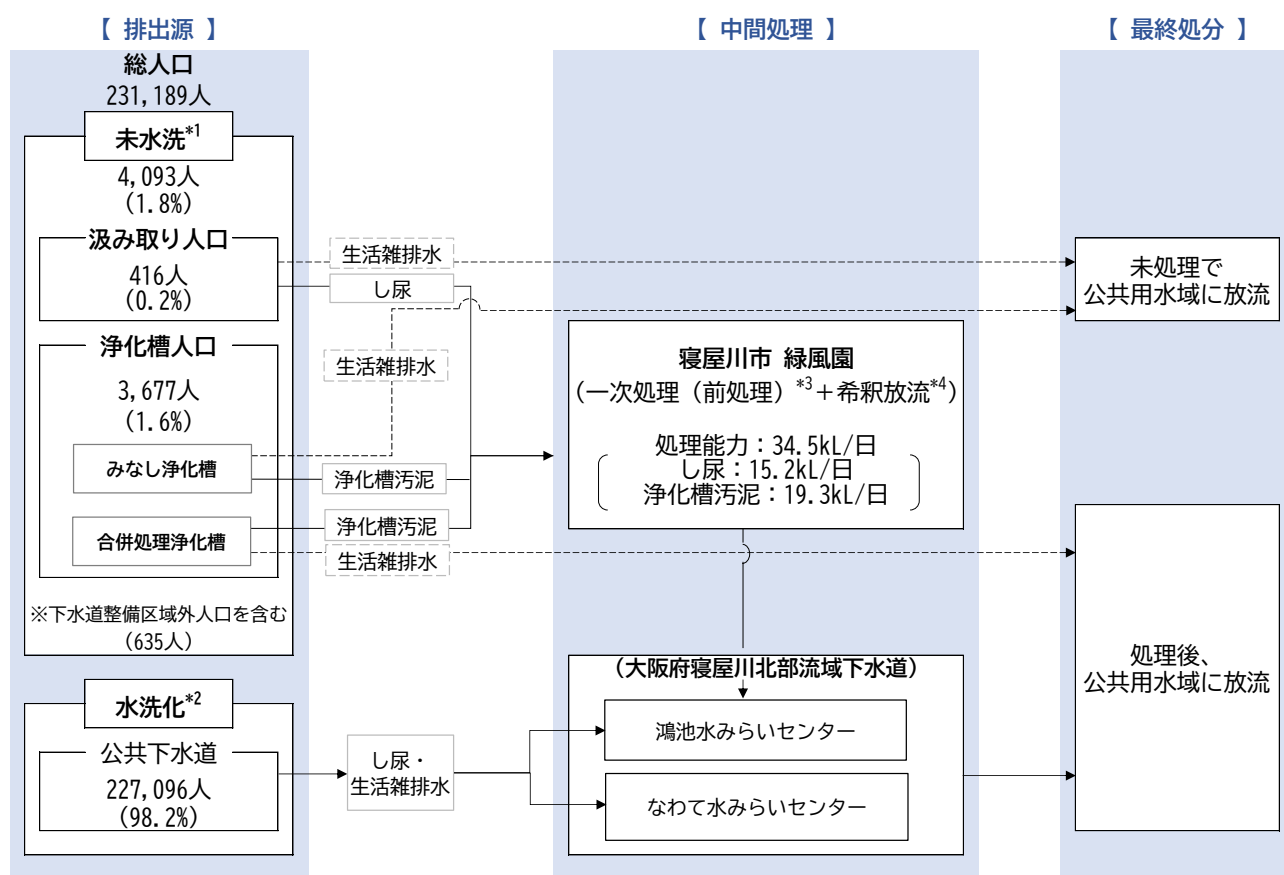 【 排出源 】
【 中間処理 】
【 最終処分 】
総人口
231,189人
未水洗*1
4,093人
(1.8%)
汲み取り人口
416人
(0.2%)
浄化槽人口
3,677人
(1.6%)
みなし浄化槽
合併処理浄化槽
※下水道整備区域外人口を含む
(635人)
水洗化*2
公共下水道
227,096人
(98.2%)
生活雑排水
し尿
生活雑排水
浄化槽汚泥
浄化槽汚泥
生活雑排水
し尿・
生活雑排水
寝屋川市 緑風園
(一次処理(前処理)*3+希釈放流*4)
処理能力:34.5kL/日
し尿:15.2kL/日
浄化槽汚泥:19.3kL/日
(大阪府寝屋川北部流域下水道)
鴻池水みらいセンター
なわて水みらいセンター
未処理で
公共用水域に放流
処理後、
公共用水域に放流